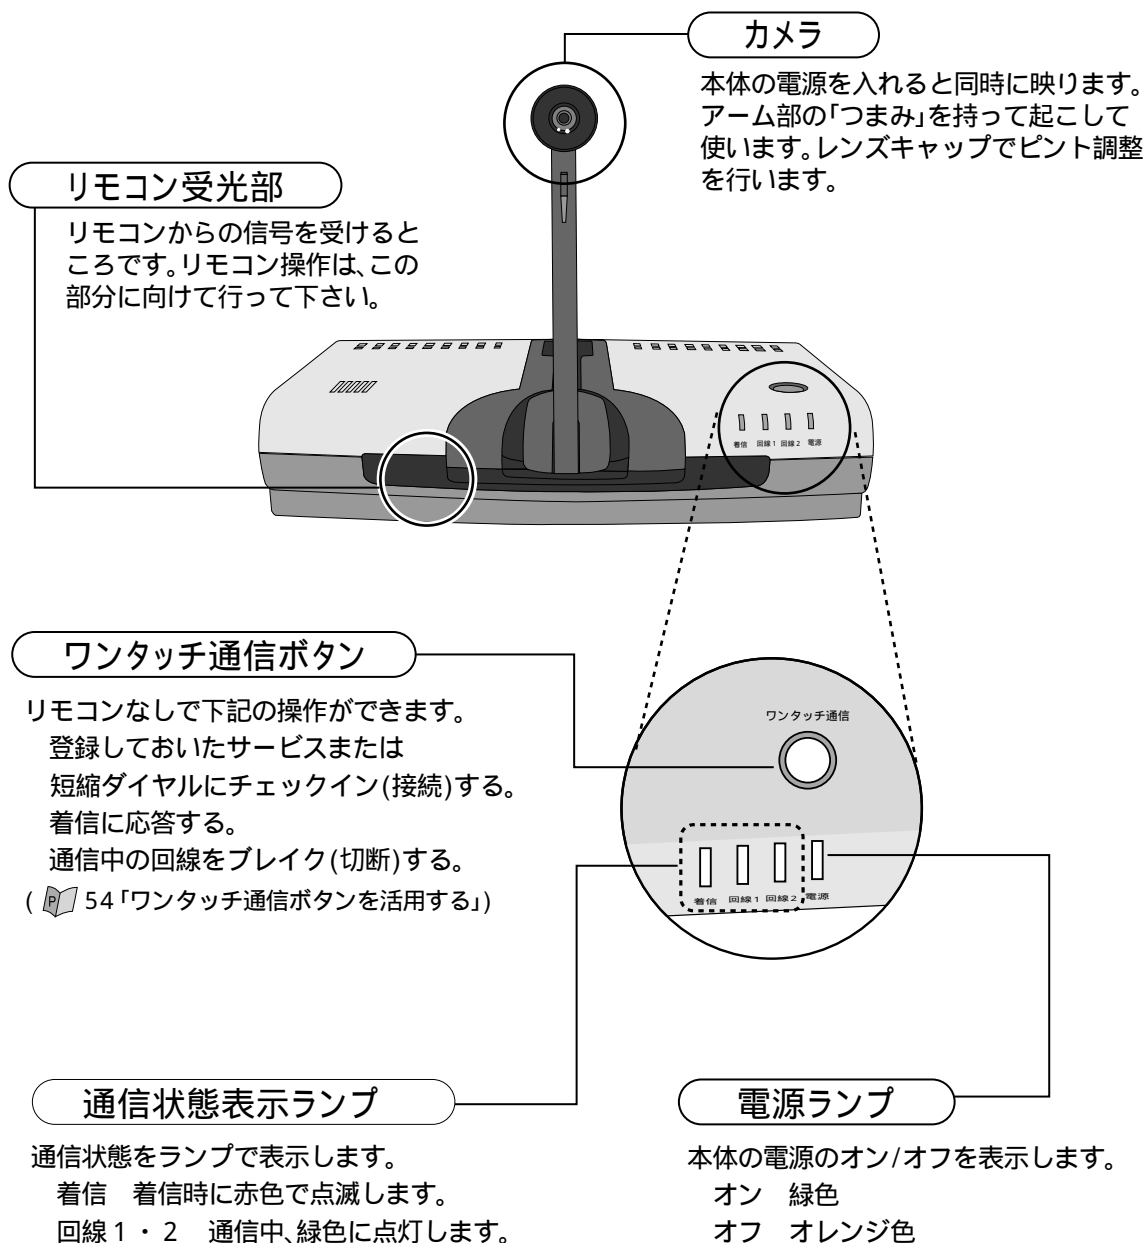 カメラ
本体の電源を入れると同時に映ります。
アーム部の「つまみ」を持って起こして
使います。レンズキャップでピント調整
を行います。
リモコン受光部
リモコンからの信号を受けると
ころです。リモコン操作は、この
部分に向けて行って下さい。
着信 回線1 回線2 電源
ワンタッチ通信ボタン
リモコンなしで下記の操作ができます。
登録しておいたサービスまたは
短縮ダイヤルにチェックイン(接続)する。
着信に応答する。
通信中の回線をブレイク(切断)する。
( P 54「ワンタッチ通信ボタンを活用する」)
ワンタッチ通信
着信 回線1 回線2 電源
通信状態表示ランプ
通信状態をランプで表示します。
着信 着信時に赤色で点滅します。
回線1・2 通信中、緑色に点灯します。
電源ランプ
本体の電源のオン/オフを表示します。
オン 緑色
オフ オレンジ色